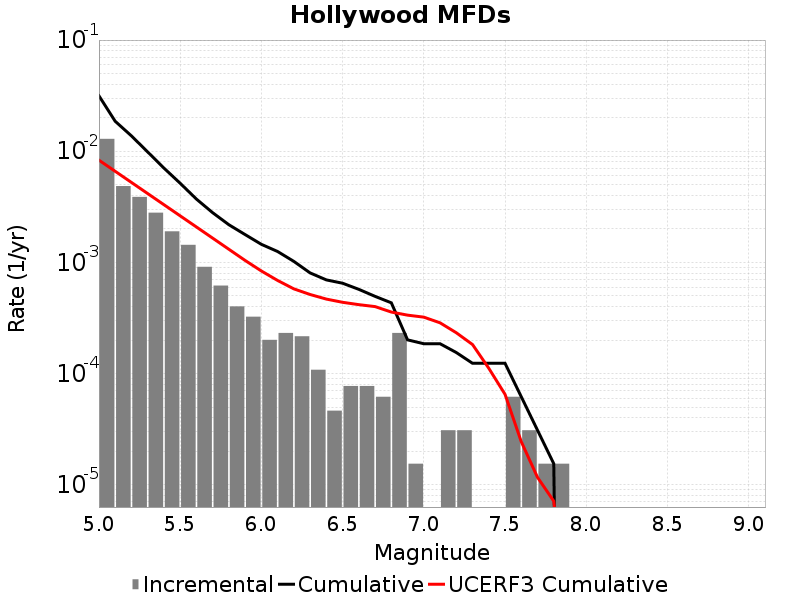 Hollywood MFDs
10-1
10-2
10-3
10-4
10-5
Rate (1/yr)
5.0 5.5 6.0 6.5 7.0 7.5 8.0 8.5 9.0
Magnitude
Incremental Cumulative UCERF3 Cumulative